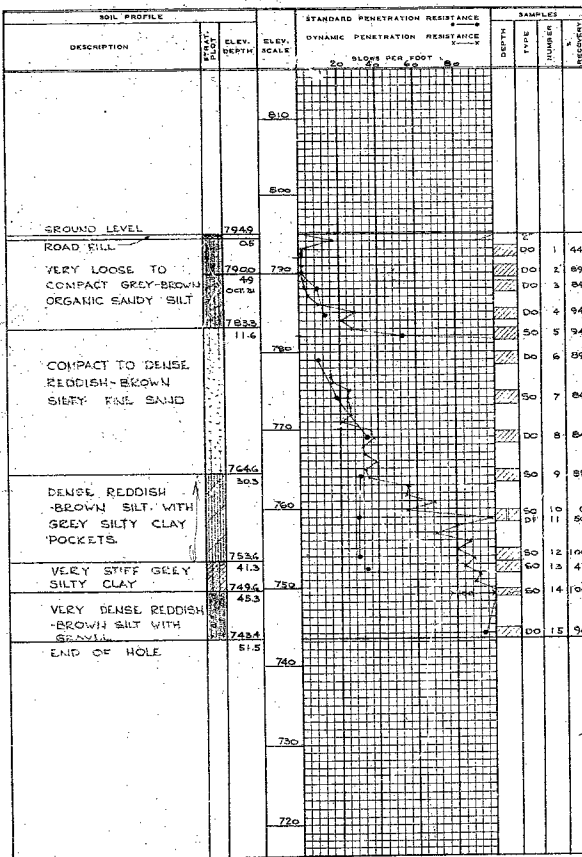 SOIL PROFILE
STANDARD PENETRATION RESISTANCE
SAMPLES
DESCRIPTION
STRAT. PLOT
ELEV. DEPTH
ELEV. SCALE
DYNAMIC PENETRATION RESISTANCE
X——X
BLOWS PER FOOT
20 40 60 80
DEPTH
TYPE
NUMBER
% RECOVERY
810
800
GROUND LEVEL 794.9
ROAD FILL 0.5
2"
DO 1 44
VERY LOOSE TO COMPACT GREY-BROWN ORGANIC SANDY SILT
790.0
4.9
OCT. 21
790
DO 2 89
DO 3 84
DO 4 94
783.3
11.6
SO 5 94
780
DO 6 89
COMPACT TO DENSE
REDDISH-BROWN
SILTY FINE SAND
SO 7 84
770
DO 8 84
764.6
30.3
SO 9
DENSE REDDISH
-BROWN SILT WITH
GREY SILTY CLAY
POCKETS
760
SO 10
11
753.6
41.3
SO 12
VERY STIFF GREY
SILTY CLAY
SO 13
749.6
45.3
750
SO 14
VERY DENSE REDDISH
-BROWN SILT WITH
GRAVEL
743.4
51.5
DO 15
END OF HOLE
740
730
720